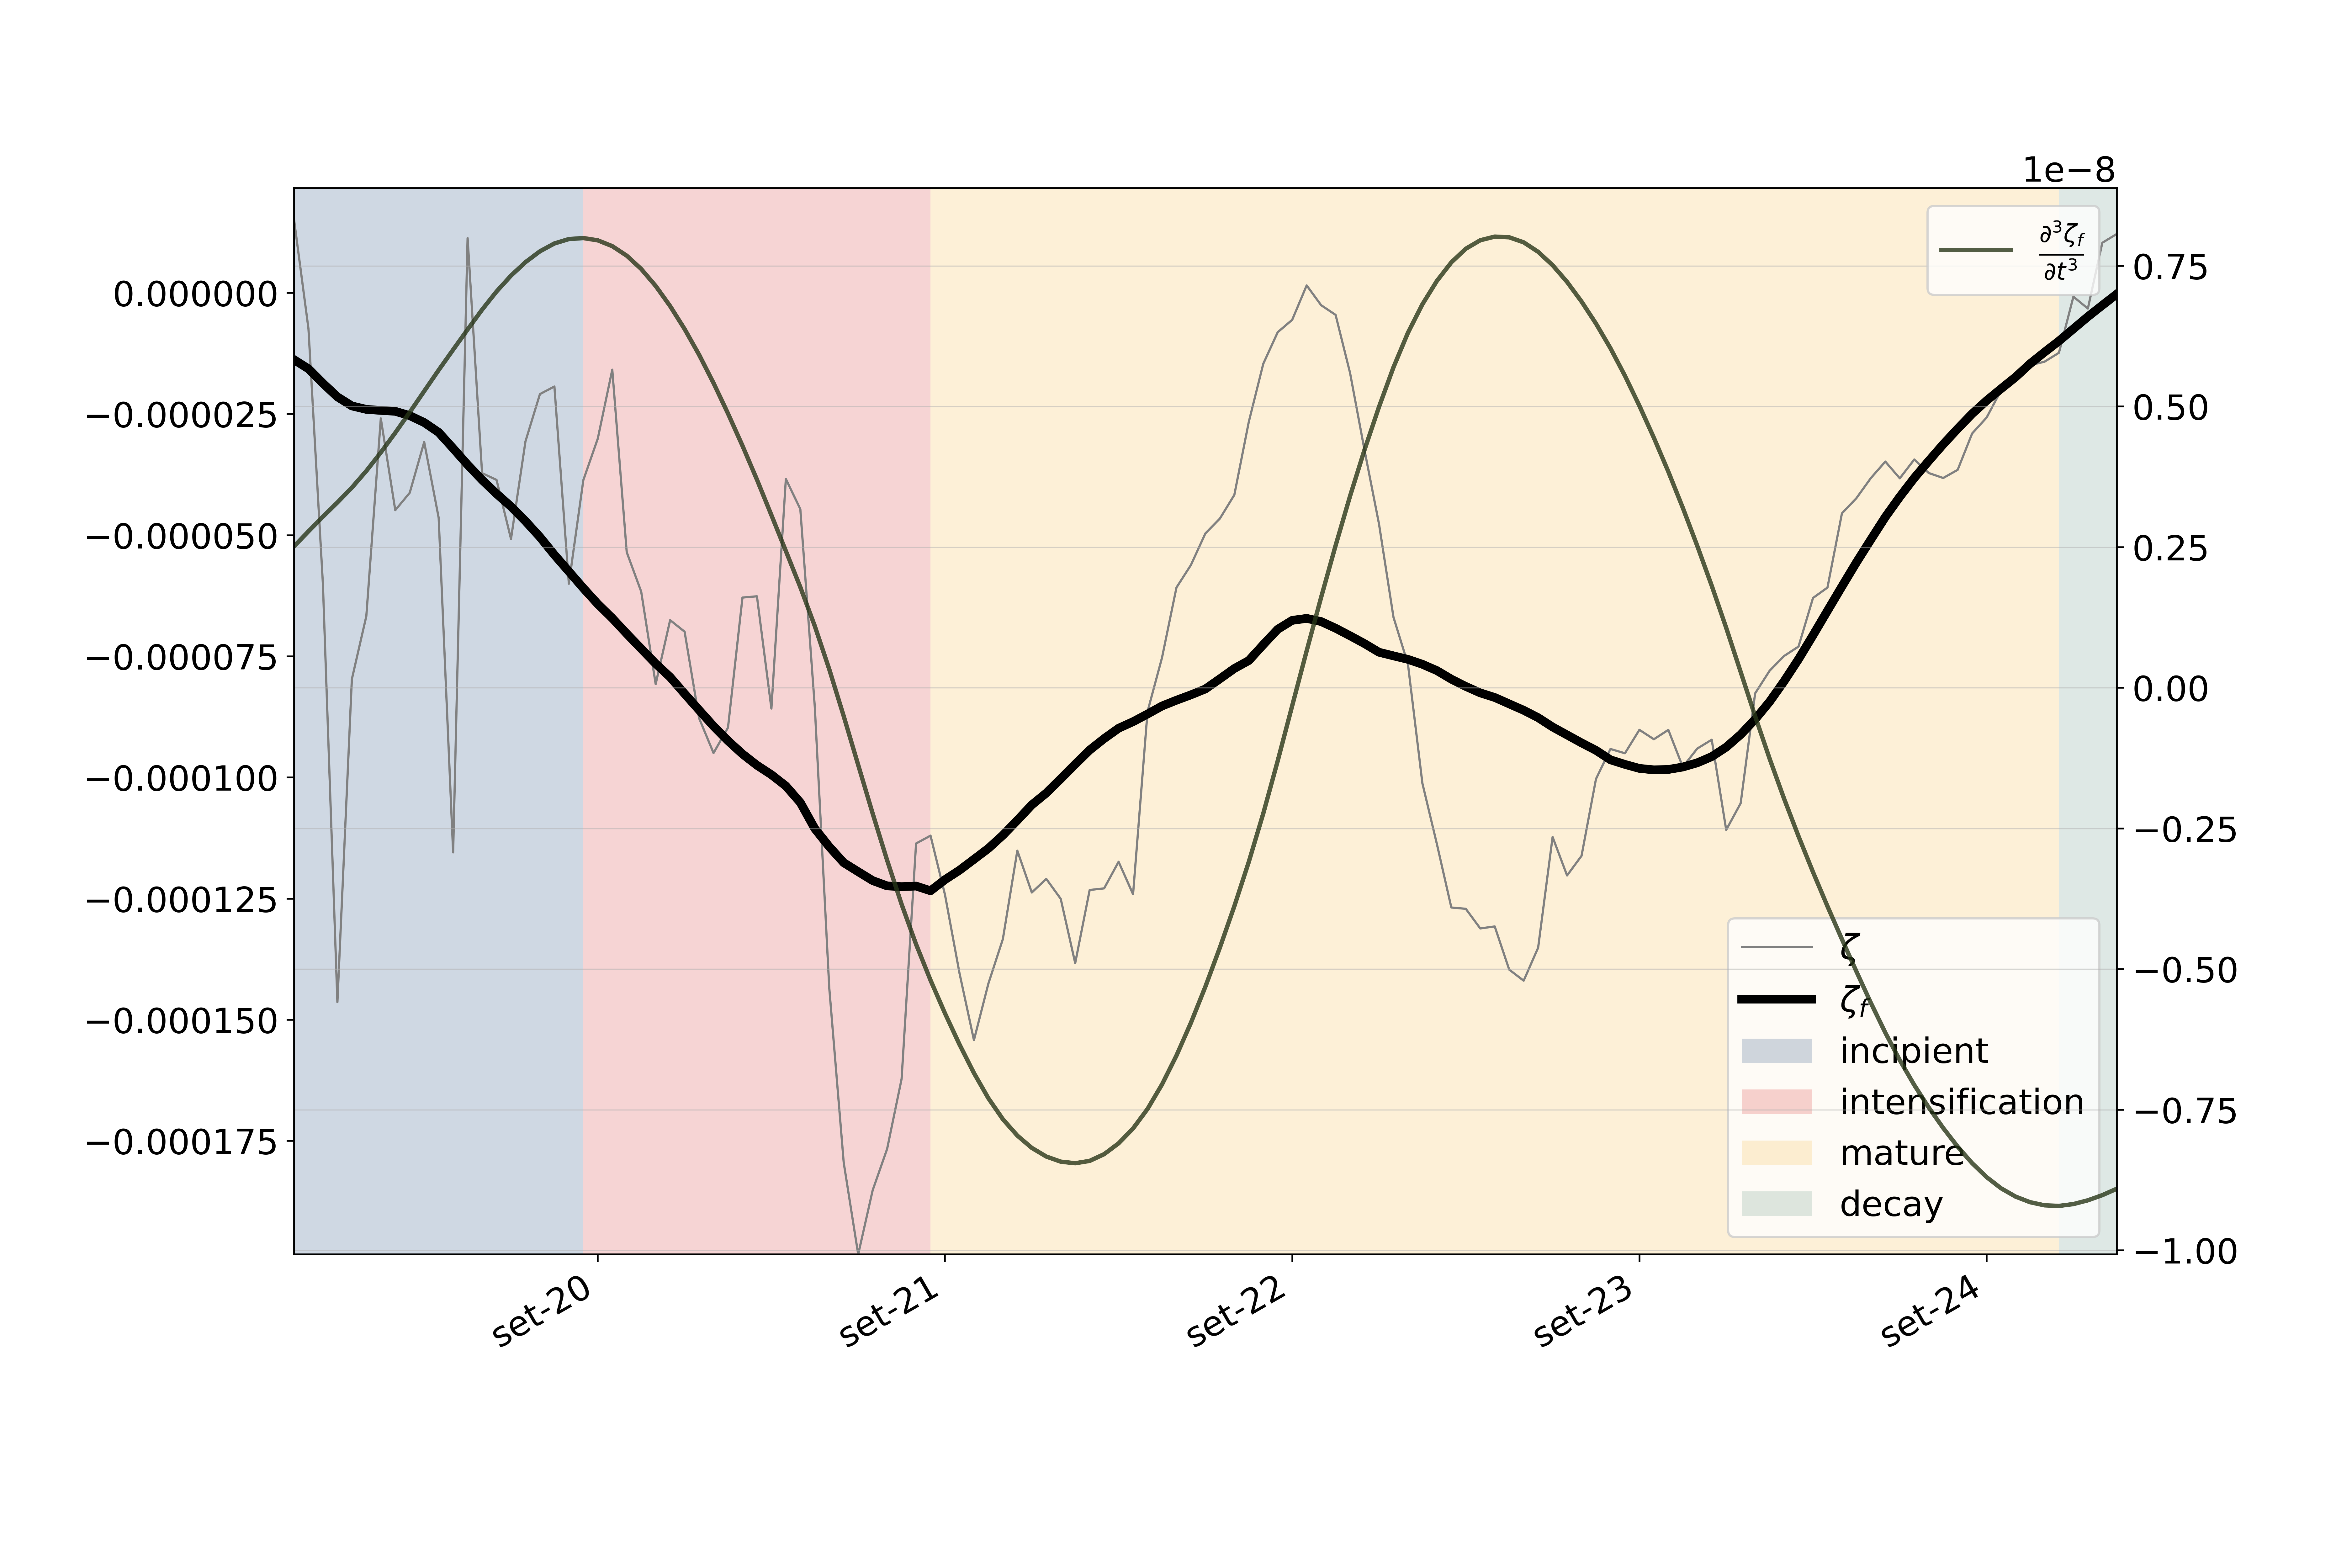 1e−8
∂³ζf
∂t³
0.000000
−0.000025
−0.000050
−0.000075
−0.000100
−0.000125
−0.000150
−0.000175
0.75
0.50
0.25
0.00
−0.25
−0.50
−0.75
−1.00
ζ
ζf
incipient
intensification
mature
decay
set-20
set-21
set-22
set-23
set-24